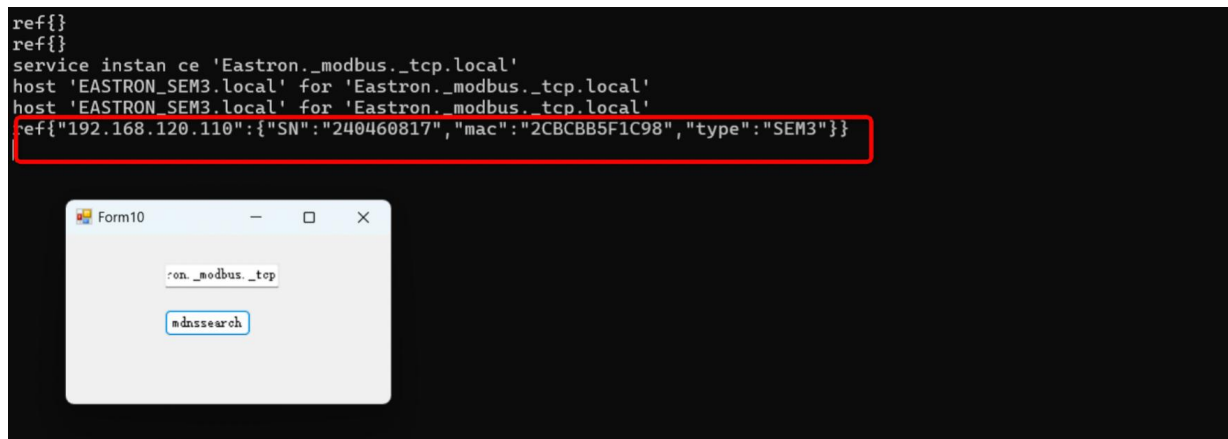 ref{}
ref{}
service instan ce 'Eastron._modbus._tcp.local'
host 'EASTRON_SEM3.local' for 'Eastron._modbus._tcp.local'
host 'EASTRON_SEM3.local' for 'Eastron._modbus._tcp.local'
ref{"192.168.120.110":{"SN":"240460817","mac":"2CBCBB5F1C98","type":"SEM3"}}
Form10
ron._modbus._tcp
mdnssearch